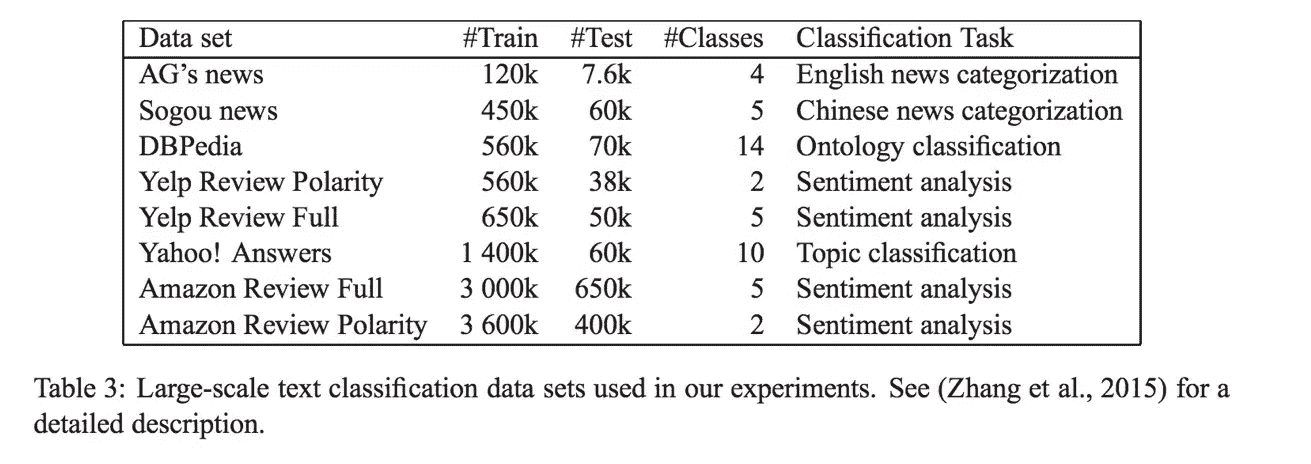 Data set #Train #Test #Classes Classification Task
AG’s news 120k 7.6k 4 English news categorization
Sogou news 450k 60k 5 Chinese news categorization
DBPedia 560k 70k 14 Ontology classification
Yelp Review Polarity 560k 38k 2 Sentiment analysis
Yelp Review Full 650k 50k 5 Sentiment analysis
Yahoo! Answers 1 400k 60k 10 Topic classification
Amazon Review Full 3 000k 650k 5 Sentiment analysis
Amazon Review Polarity 3 600k 400k 2 Sentiment analysis
Table 3: Large-scale text classification data sets used in our experiments. See (Zhang et al., 2015) for a
detailed description.